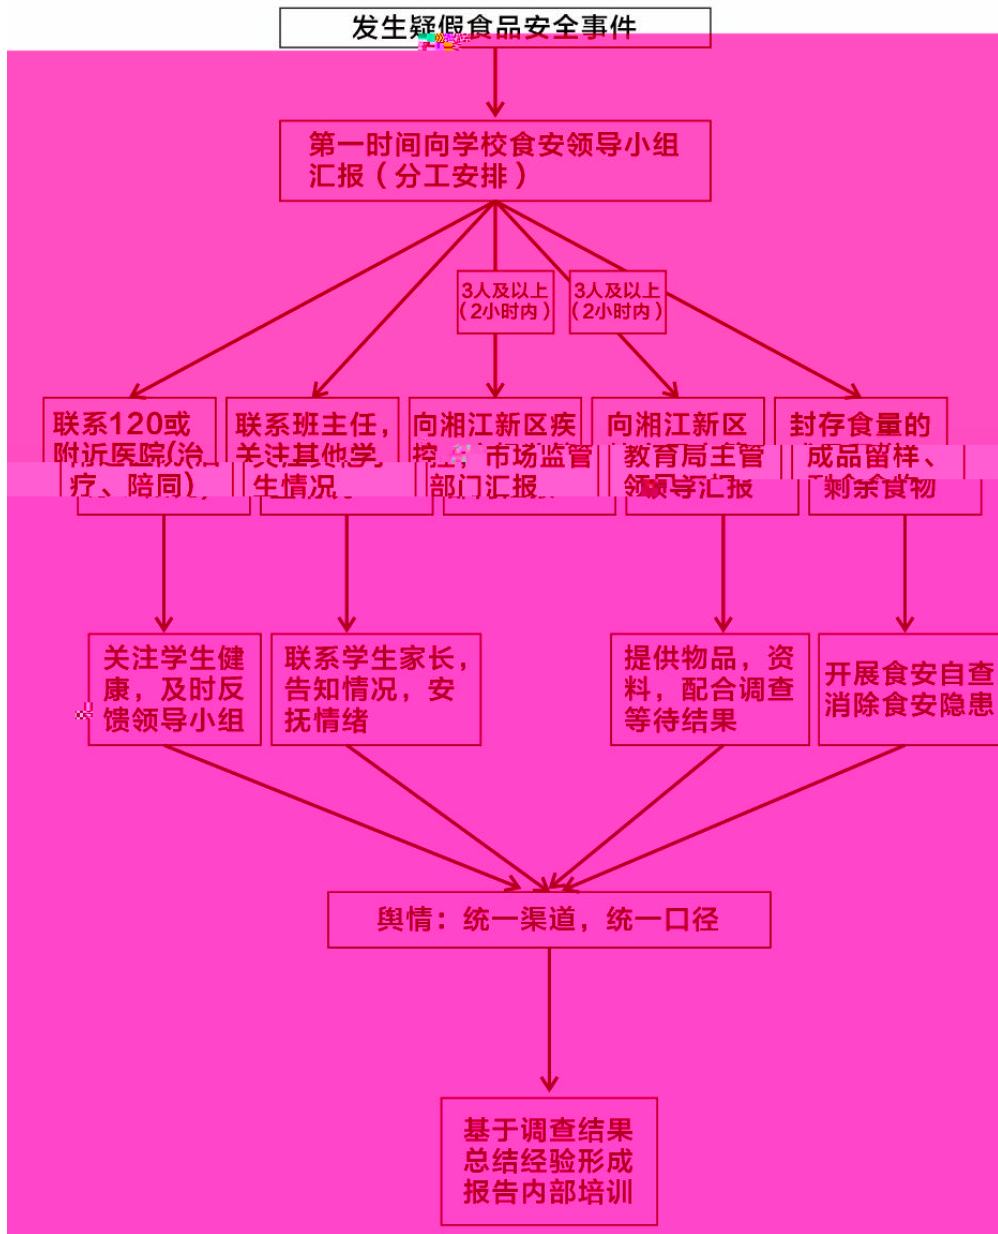 发生疑假食品安全事件
第一时间向学校食安领导小组
汇报（分工安排）
3人及以上
（2小时内）
3人及以上
（2小时内）
联系120或
附近医院(治
疗、陪同)
联系班主任，
关注其他学
生情况
向湘江新区疾
控 市场监管
部门汇报
向湘江新区
教育局主管
领导汇报
封存食量的
成品留样、
剩余食物
关注学生健
康，及时反
馈领导小组
联系学生家长，
告知情况，安
抚情绪
提供物品，资
料，配合调查
等待结果
开展食安自查
消除食安隐患
舆情：统一渠道，统一口径
基于调查结果
总结经验形成
报告内部培训